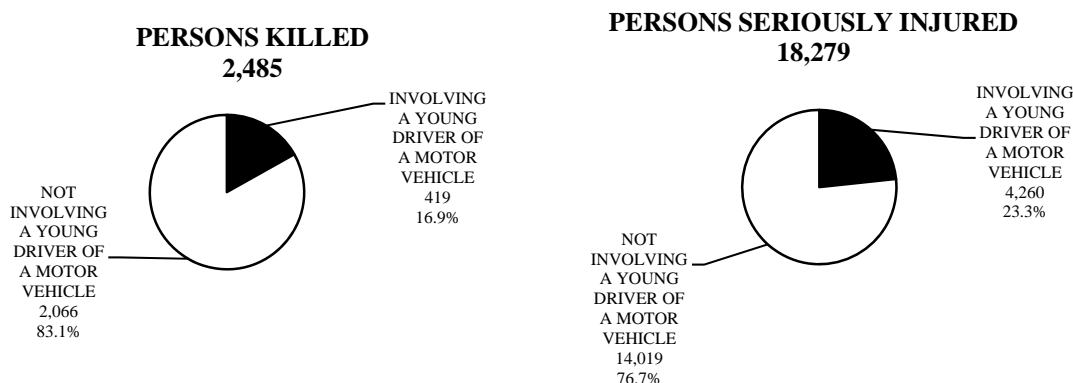 PERSONS KILLED
2,485
INVOLVING
A YOUNG
DRIVER OF
A MOTOR
VEHICLE
419
16.9%
NOT
INVOLVING
A YOUNG
DRIVER OF
A MOTOR
VEHICLE
2,066
83.1%
PERSONS SERIOUSLY INJURED
18,279
INVOLVING
A YOUNG
DRIVER OF
A MOTOR
VEHICLE
4,260
23.3%
NOT
INVOLVING
A YOUNG
DRIVER OF
A MOTOR
VEHICLE
14,019
76.7%